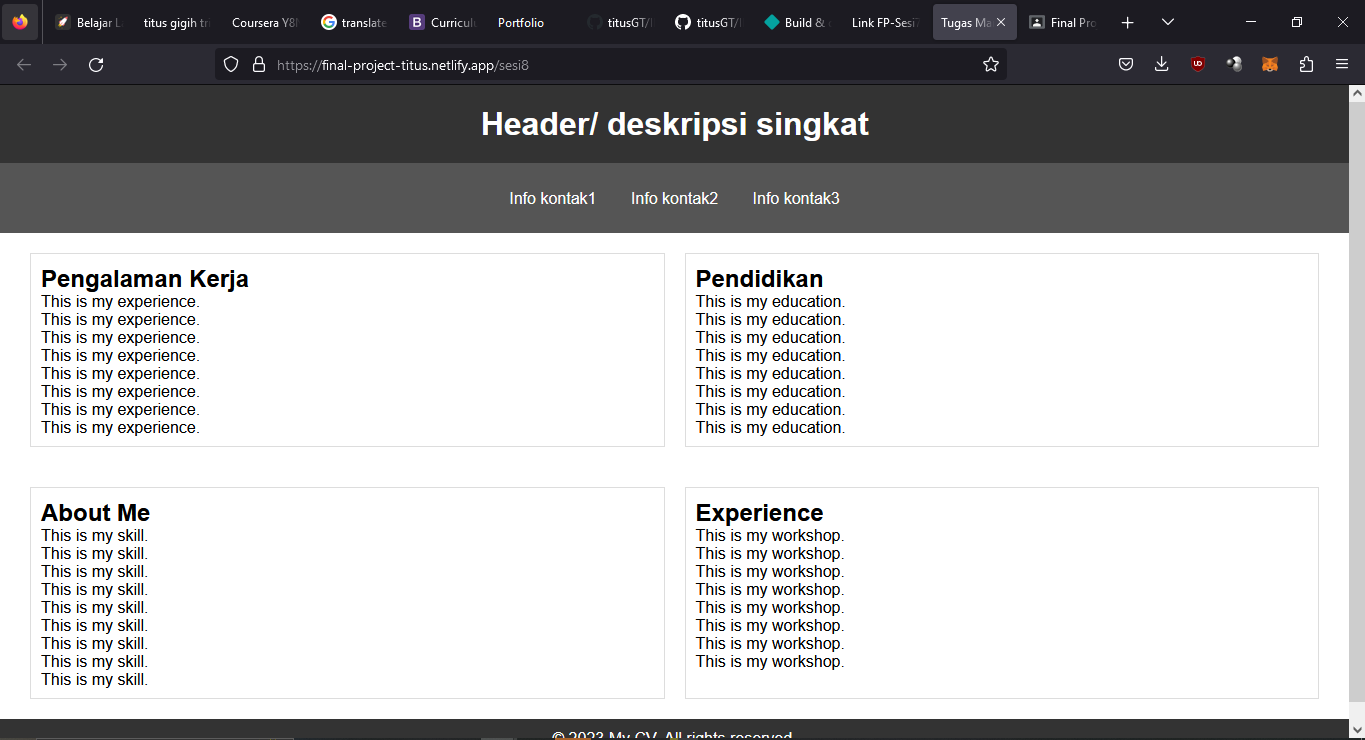 Belajar L
titus gigih tri
Coursera Y8N
translate
Curricul
Portfolio
titusGT/
titusGT/
Build &
Link FP-Sesi7
Tugas Ma
Final Pro
https://final-project-titus.netlify.app/sesi8
Header/ deskripsi singkat
Info kontak1
Info kontak2
Info kontak3
Pengalaman Kerja
This is my experience.
This is my experience.
This is my experience.
This is my experience.
This is my experience.
This is my experience.
This is my experience.
This is my experience.
Pendidikan
This is my education.
This is my education.
This is my education.
This is my education.
This is my education.
This is my education.
This is my education.
This is my education.
About Me
This is my skill.
This is my skill.
This is my skill.
This is my skill.
This is my skill.
This is my skill.
This is my skill.
This is my skill.
This is my skill.
Experience
This is my workshop.
This is my workshop.
This is my workshop.
This is my workshop.
This is my workshop.
This is my workshop.
This is my workshop.
This is my workshop.
© 2023 My CV. All rights reserved.